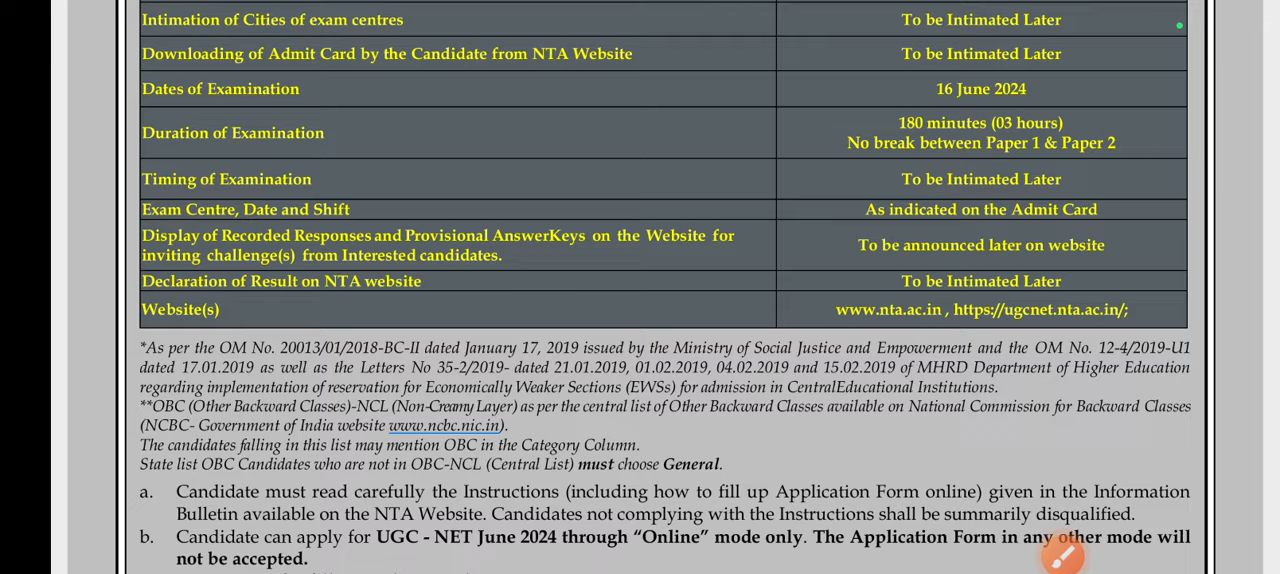 Intimation of Cities of exam centres To be Intimated Later
Downloading of Admit Card by the Candidate from NTA Website To be Intimated Later
Dates of Examination 16 June 2024
Duration of Examination 180 minutes (03 hours)
No break between Paper 1 & Paper 2
Timing of Examination To be Intimated Later
Exam Centre, Date and Shift As indicated on the Admit Card
Display of Recorded Responses and Provisional AnswerKeys on the Website for
inviting challenge(s) from Interested candidates. To be announced later on website
Declaration of Result on NTA website To be Intimated Later
Website(s) www.nta.ac.in , https://ugcnet.nta.ac.in/;
*As per the OM No. 20013/01/2018-BC-II dated January 17, 2019 issued by the Ministry of Social Justice and Empowerment and the OM No. 12-4/2019-U1
dated 17.01.2019 as well as the Letters No 35-2/2019- dated 21.01.2019, 01.02.2019, 04.02.2019 and 15.02.2019 of MHRD Department of Higher Education
regarding implementation of reservation for Economically Weaker Sections (EWSs) for admission in CentralEducational Institutions.
**OBC (Other Backward Classes)-NCL (Non-Creamy Layer) as per the central list of Other Backward Classes available on National Commission for Backward Classes
(NCBC- Government of India website www.ncbc.nic.in).
The candidates falling in this list may mention OBC in the Category Column.
State list OBC Candidates who are not in OBC-NCL (Central List) must choose General.
a. Candidate must read carefully the Instructions (including how to fill up Application Form online) given in the Information
Bulletin available on the NTA Website. Candidates not complying with the Instructions shall be summarily disqualified.
b. Candidate can apply for UGC - NET June 2024 through “Online” mode only. The Application Form in any other mode will
not be accepted.